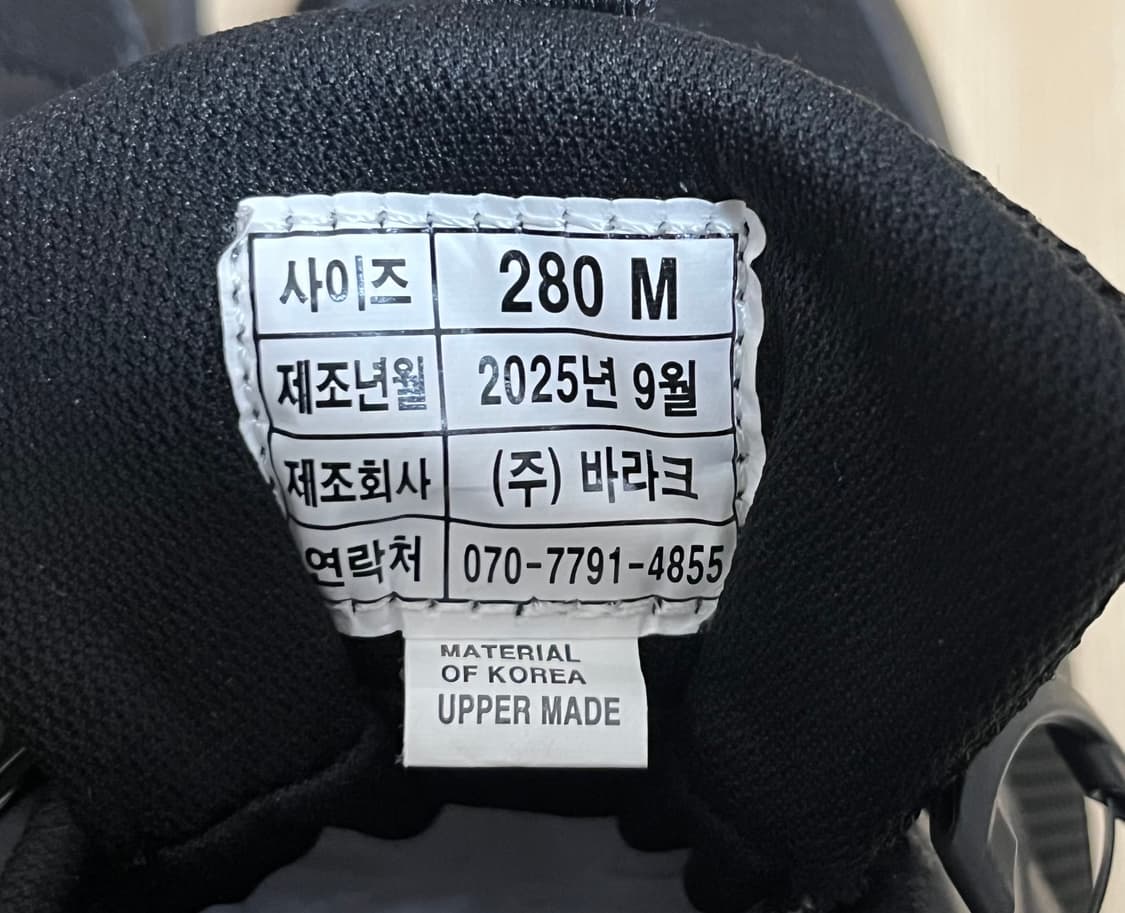 사이즈 280 M
제조년월 2025년 9월
제조회사 (주) 바라크
연락처 070-7791-4855
MATERIAL
OF KOREA
UPPER MADE